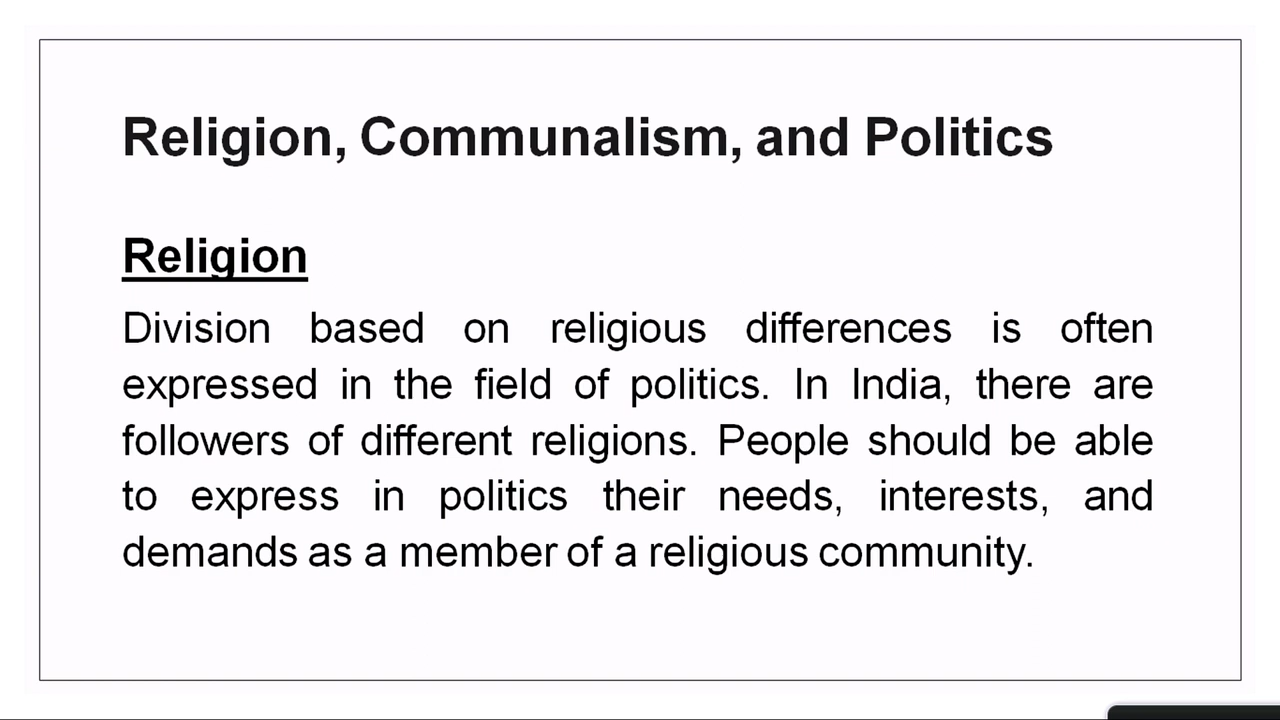 Religion, Communalism, and Politics
Religion
Division based on religious differences is often
expressed in the field of politics. In India, there are
followers of different religions. People should be able
to express in politics their needs, interests, and
demands as a member of a religious community.